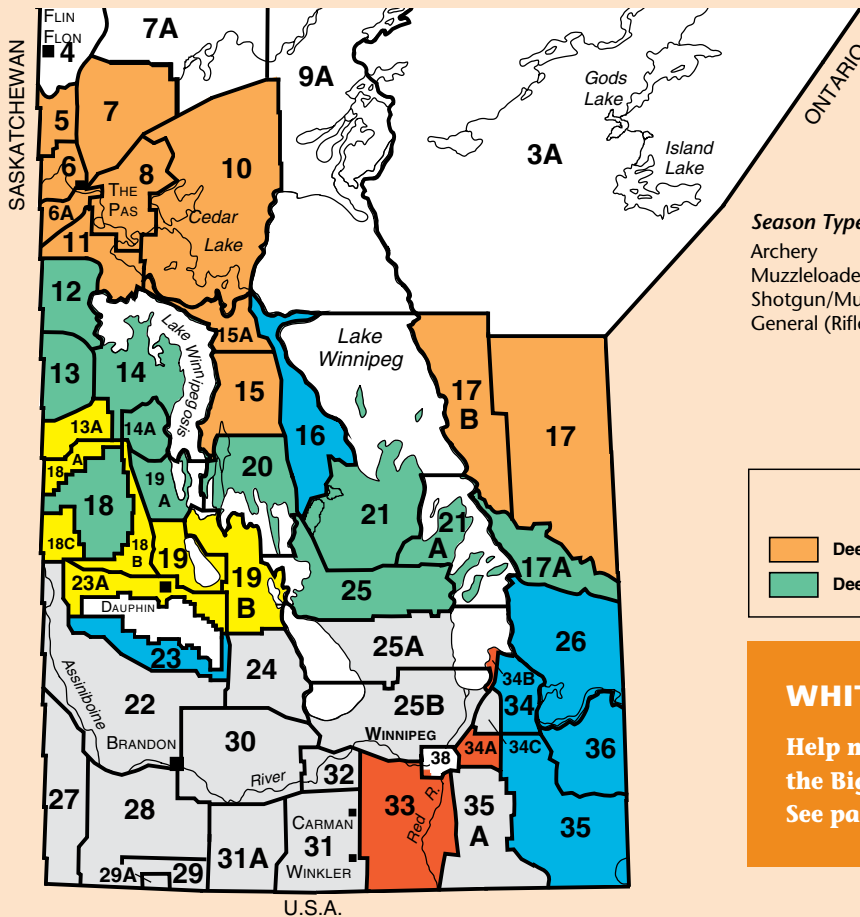 FLIN
FLON
4
7A
9A
3A
Gods
Lake
Island
Lake
ONTARIO
SASKATCHEWAN
5
7
6
8
10
THE
PAS
6A
Cedar
Lake
11
12
Lake Winnipegosis
15A
Lake
Winnipeg
13
14
15
16
17
B
17
13A
14A
18
A
19
A
20
21
21
A
18
18C
18
B
19
19
B
17A
23A
25
DAUPHIN
23
24
25A
26
Assiniboine
22
25B
34B
34
WINNIPEG
BRANDON
30
38
34A
34C
36
River
32
27
28
33
Red R.
35
A
35
CARMAN
31
WINKLER
31A
29A
29
U.S.A.
Season Type
Archery
Muzzleloade
Shotgun/Mu
General (Rifl
Dee
Dee
WHIT
Help m
the Big
See pa